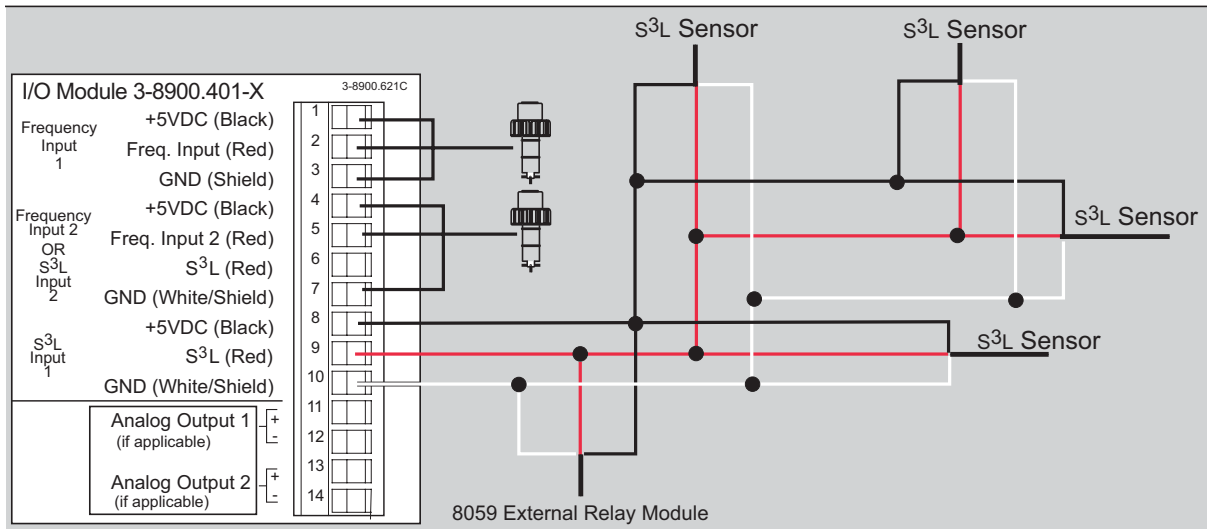 S³L Sensor
S³L Sensor
I/O Module 3-8900.401-X
3-8900.621C
Frequency
Input
1
+5VDC (Black)
1
Freq. Input (Red)
2
GND (Shield)
3
Frequency
Input 2
OR
S³L
Input
2
+5VDC (Black)
4
Freq. Input 2 (Red)
5
S³L (Red)
6
GND (White/Shield)
7
S³L Sensor
S³L
Input
1
+5VDC (Black)
8
S³L (Red)
9
GND (White/Shield)
10
S³L Sensor
11
Analog Output 1
(if applicable)
+
-
12
13
Analog Output 2
(if applicable)
+
-
14
8059 External Relay Module